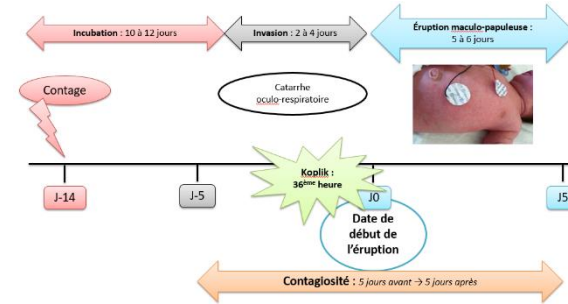 Incubation : 10 à 12 jours
Invasion : 2 à 4 jours
Éruption maculo-papuleuse :
5 à 6 jours
Contage
Catarrhe
oculo-respiratoire
Koplik :
36ème heure
J-14
J-5
J0
J5
Date de
début de
l'éruption
Contagiosité : 5 jours avant → 5 jours après